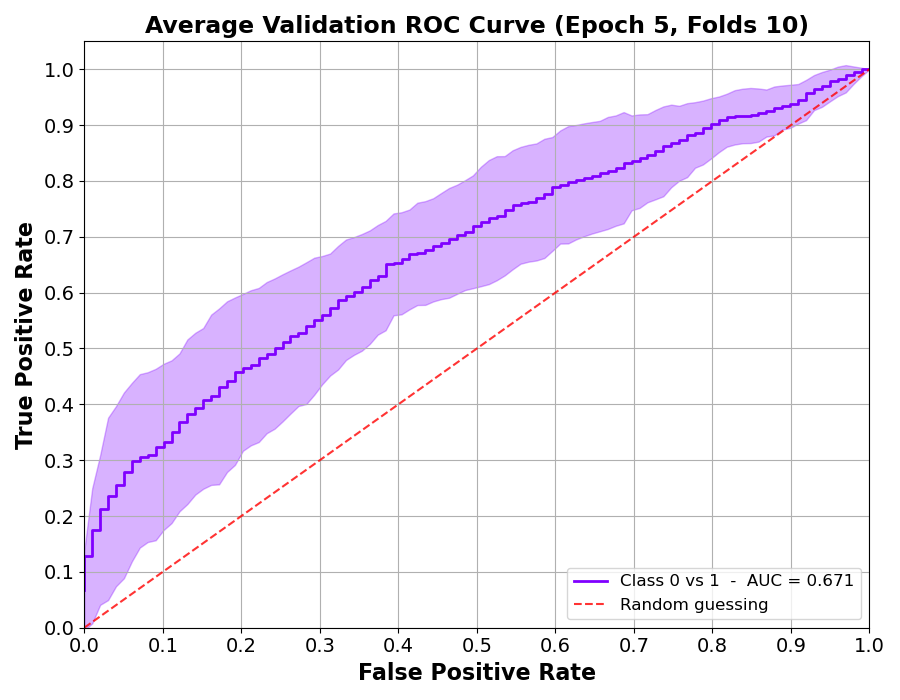 Average Validation ROC Curve (Epoch 5, Folds 10)
True Positive Rate
1.0
0.9
0.8
0.7
0.6
0.5
0.4
0.3
0.2
0.1
0.0
Class 0 vs 1 - AUC = 0.671
Random guessing
0.0 0.1 0.2 0.3 0.4 0.5 0.6 0.7 0.8 0.9 1.0
False Positive Rate